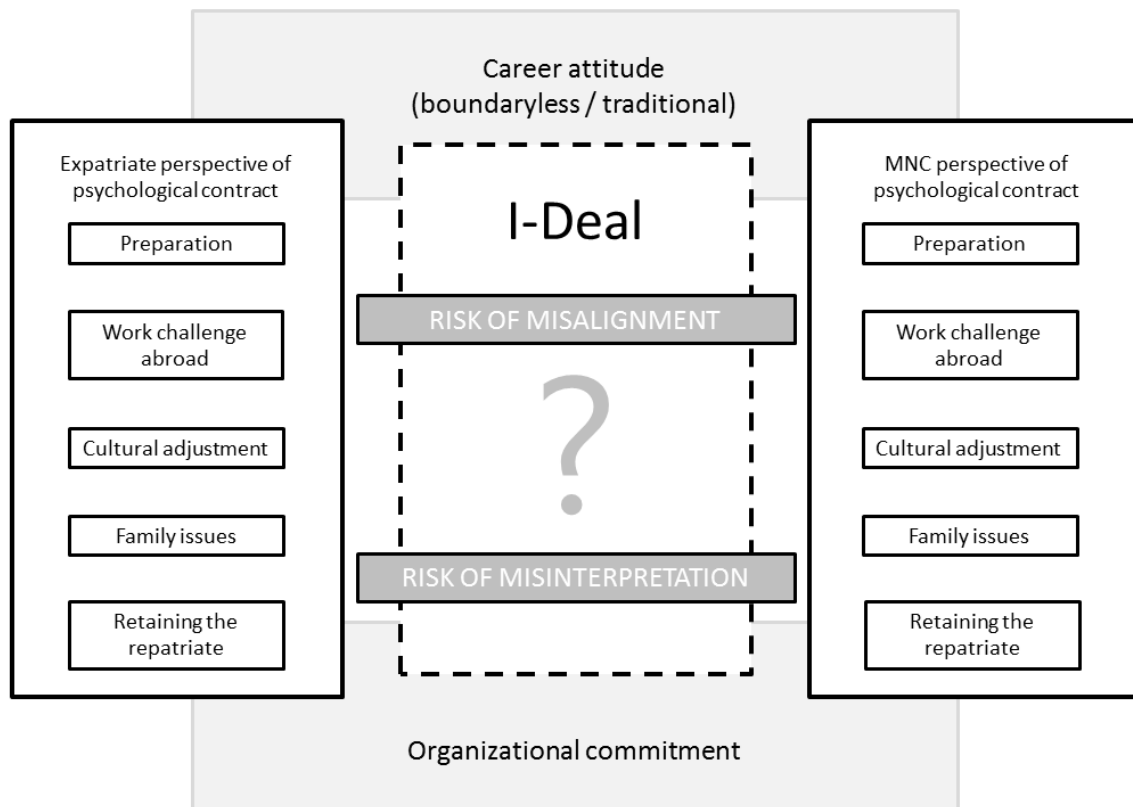 Career attitude
(boundaryless / traditional)
Expatriate perspective of
psychological contract
Preparation
Work challenge
abroad
Cultural adjustment
Family issues
Retaining the
repatriate
I-Deal
RISK OF MISALIGNMENT
?
RISK OF MISINTERPRETATION
MNC perspective of
psychological contract
Preparation
Work challenge
abroad
Cultural adjustment
Family issues
Retaining the
repatriate
Organizational commitment